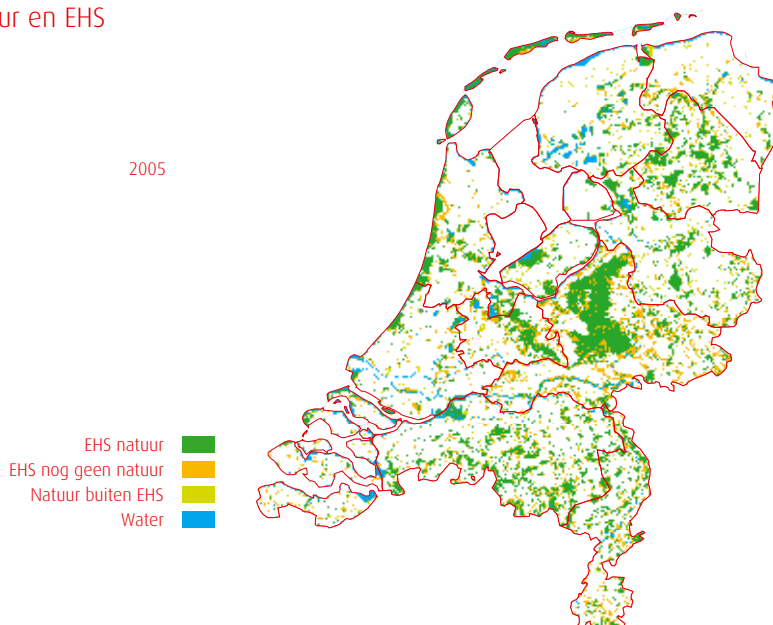 ur en EHS
2005
EHS natuur
EHS nog geen natuur
Natuur buiten EHS
Water